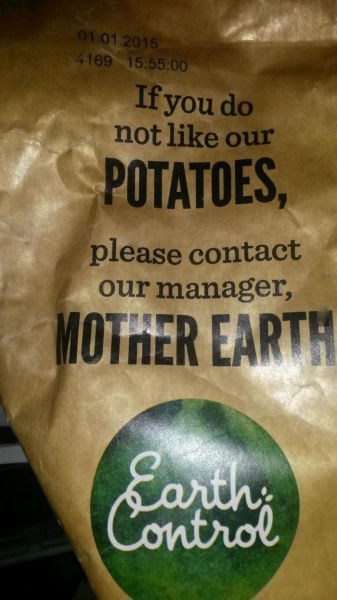 01.01.2015
4169 15:55:00
If you do
not like our
POTATOES,
please contact
our manager,
MOTHER EARTH
Earth
Control